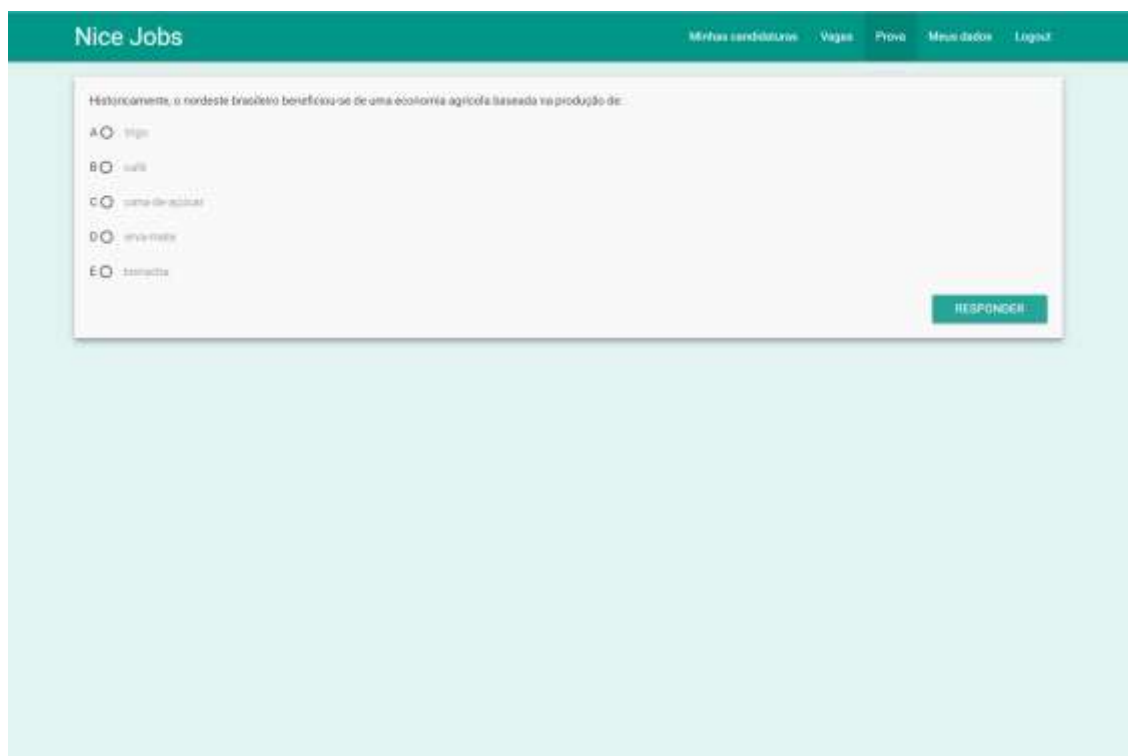 Nice Jobs
Minhas candidaturas Vagas Prova Meus dados Logout
Historicamente, o nordeste brasileiro beneficiou-se de uma economia agrícola baseada na produção de:
A trigo
B café
C cana-de-açúcar
D erva-mate
E borracha
RESPONDER